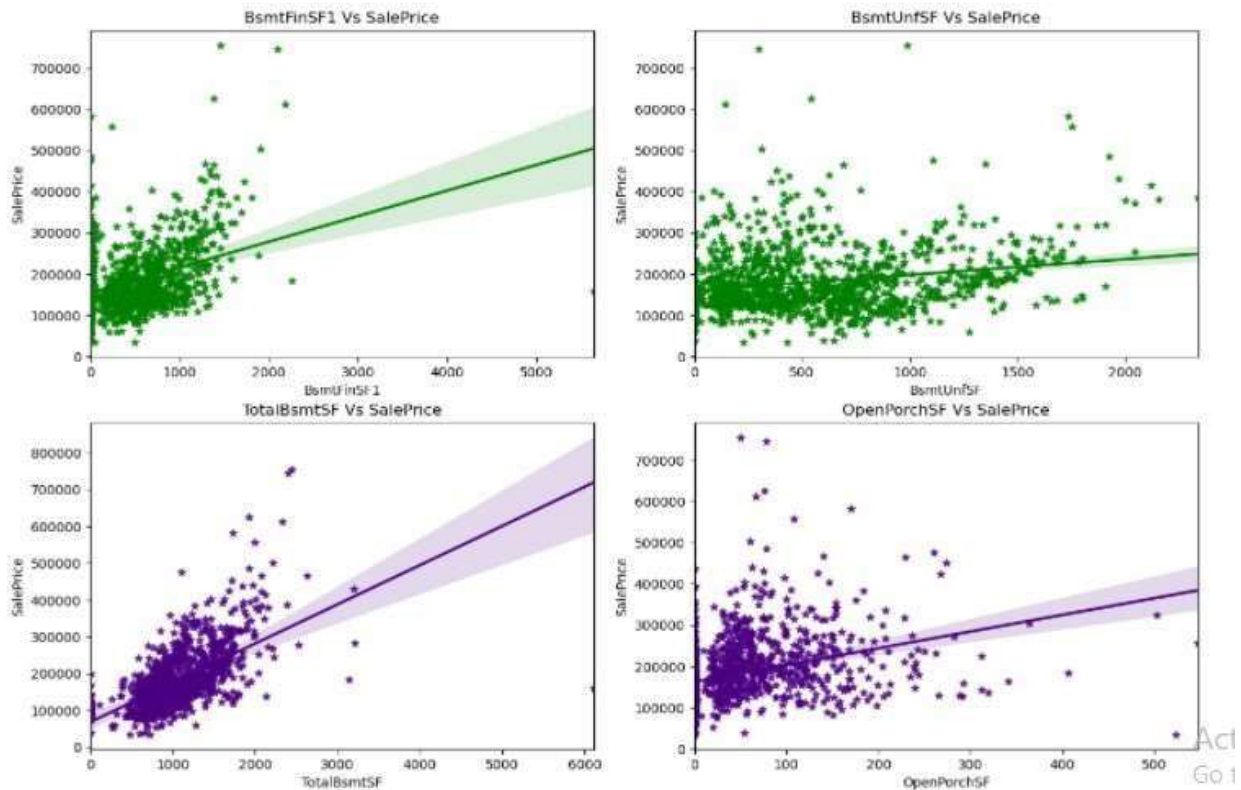 BsmtFinSF1 Vs SalePrice
700000
600000
500000
400000
300000
200000
100000
0
SalePrice
0 1000 2000 3000 4000 5000
BsmtFinSF1
BsmtUnfSF Vs SalePrice
700000
600000
500000
400000
300000
200000
100000
0
SalePrice
0 500 1000 1500 2000
BsmtUnfSF
TotalBsmtSF Vs SalePrice
800000
700000
600000
500000
400000
300000
200000
100000
0
SalePrice
0 1000 2000 3000 4000 5000 6000
TotalBsmtSF
OpenPorchSF Vs SalePrice
700000
600000
500000
400000
300000
200000
100000
0
SalePrice
0 100 200 300 400 500
OpenPorchSF
Act
Go t